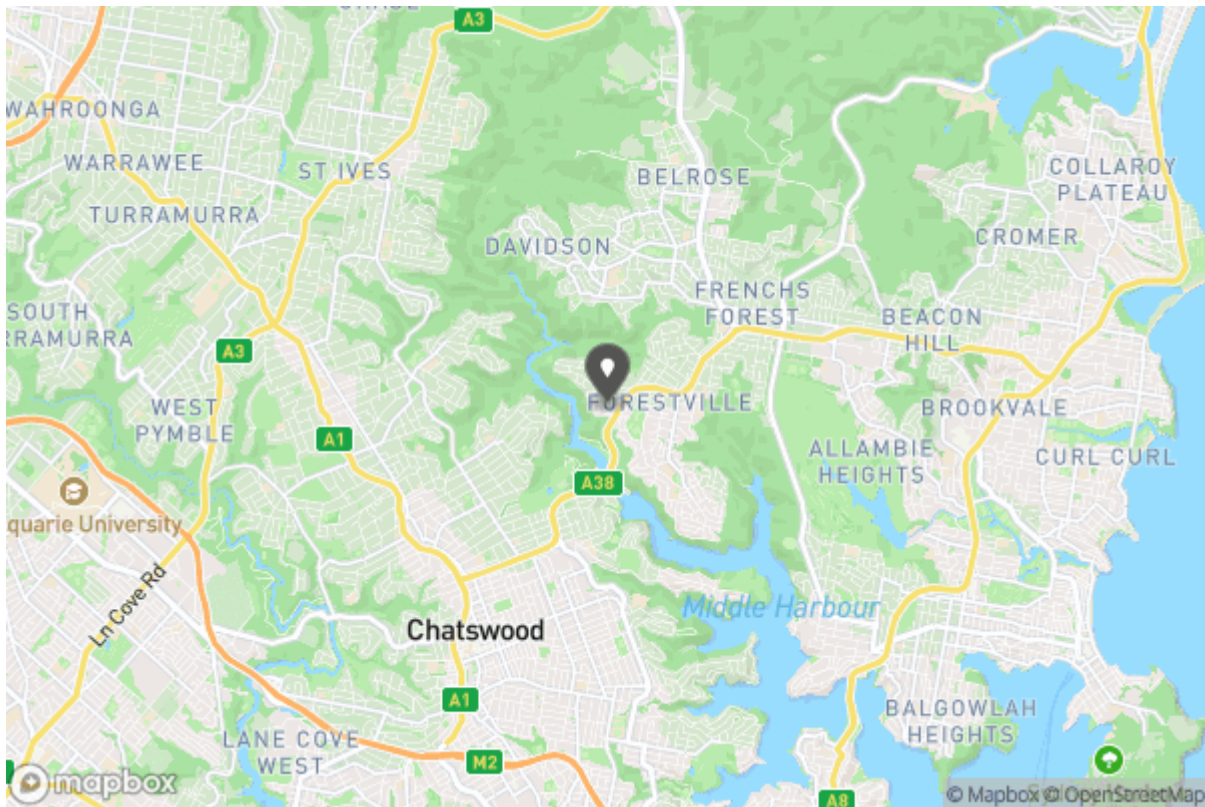 A3
WAHROONGA
WARRAWEE
ST IVES
TURRAMURRA
BELROSE
COLLAROY
PLATEAU
DAVIDSON
CROMER
SOUTH
RRAMURRA
FRENCHS
FOREST
BEACON
HILL
A3
WEST
PYMBLE
FORESTVILLE
BROOKVALE
A1
ALLAMBIE
HEIGHTS
CURL CURL
A38
quarie University
Ln Cove Rd
Middle Harbour
Chatswood
A1
BALGOWLAH
HEIGHTS
LANE COVE
WEST
M2
A8
mapbox
© Mapbox © OpenStreetMap